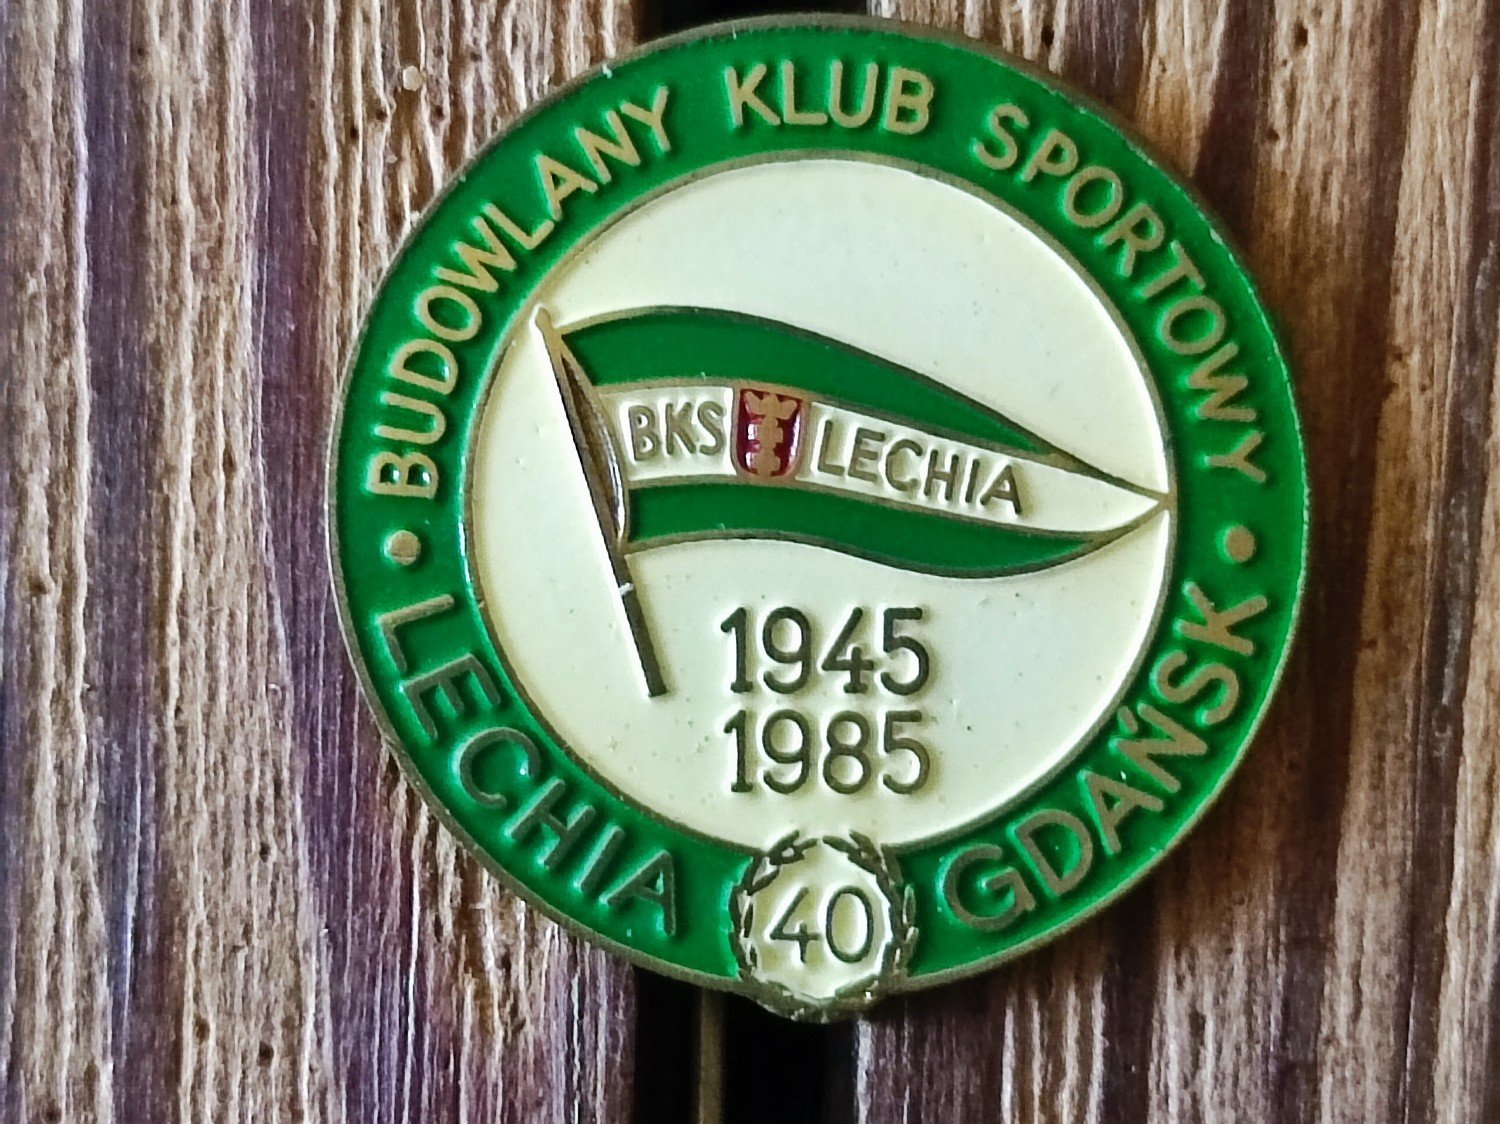 • BUDOWLANY KLUB SPORTOWY •
BKS LECHIA
1945
1985
LECHIA GDAŃSK
40